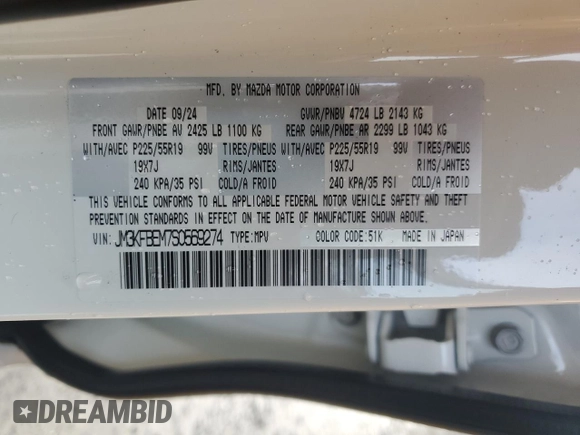 MFD. BY MAZDA MOTOR CORPORATION
DATE 09/24 GVWR/PNBV 4724 LB 2143 KG
FRONT GAWR/PNBE AV 2425 LB 1100 KG REAR GAWR/PNBE AR 2299 LB 1043 KG
WITH/AVEC P225/55R19 99V TIRES/PNEUS WITH/AVEC P225/55R19 99V TIRES/PNEUS
19X7J RIMS/JANTES 19X7J RIMS/JANTES
240 KPA/35 PSI COLD/A FROID 240 KPA/35 PSI COLD/A FROID
THIS VEHICLE CONFORMS TO ALL APPLICABLE FEDERAL MOTOR VEHICLE SAFETY AND THEFT
PREVENTION STANDARDS IN EFFECT ON THE DATE OF MANUFACTURE SHOWN ABOVE.
VIN: JM3KFBEM7S0569274 TYPE:MPV COLOR CODE:51K MADE IN JAPAN
DREAMBID